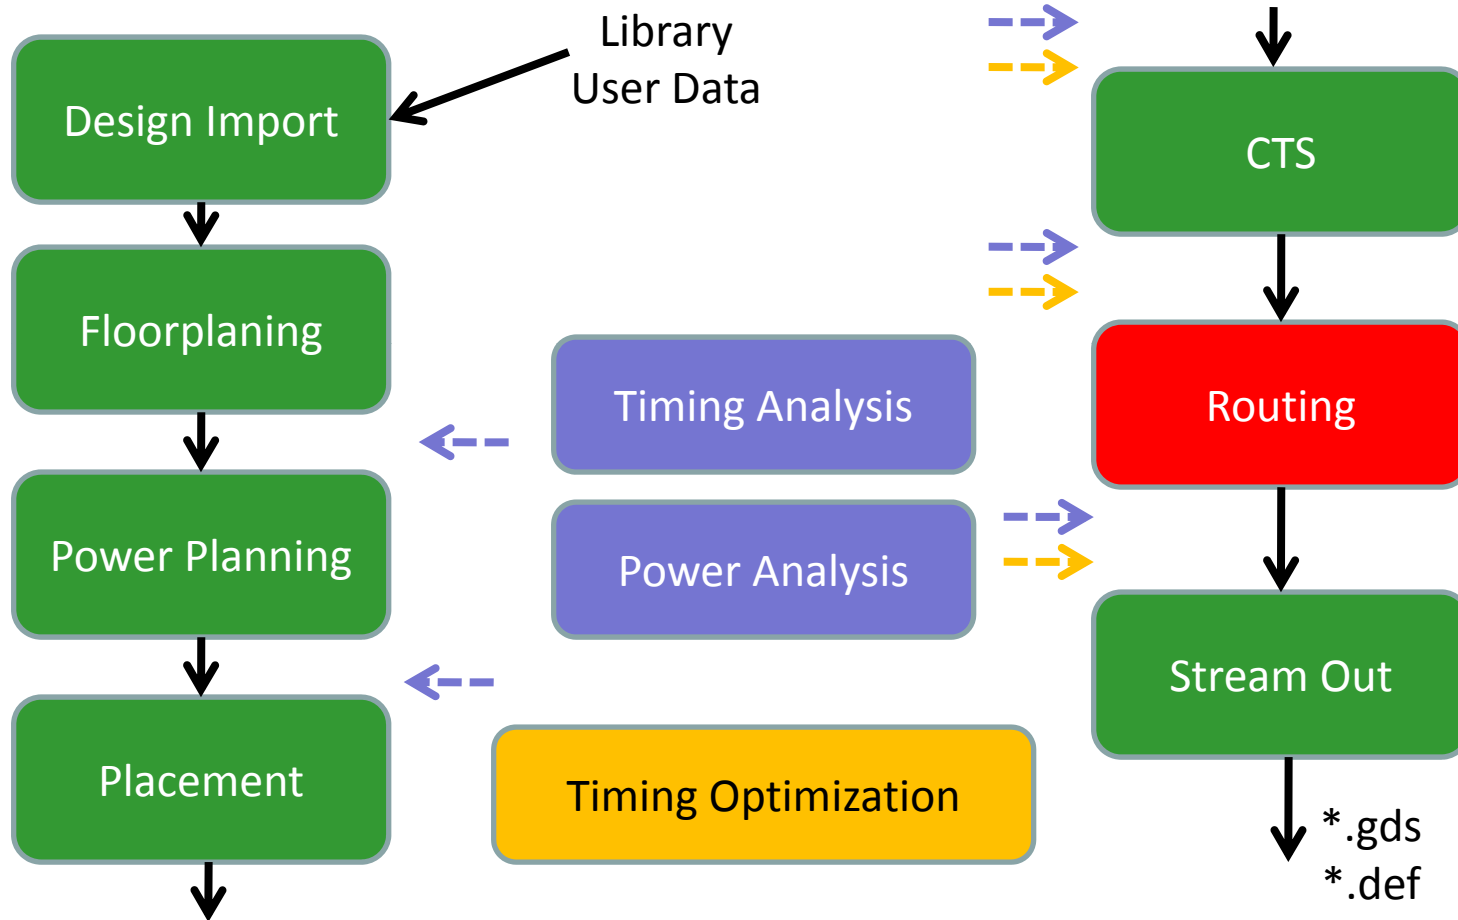 Library
User Data
Design Import
Floorplaning
Power Planning
Placement
Timing Analysis
Power Analysis
Timing Optimization
CTS
Routing
Stream Out
*.gds
*.def